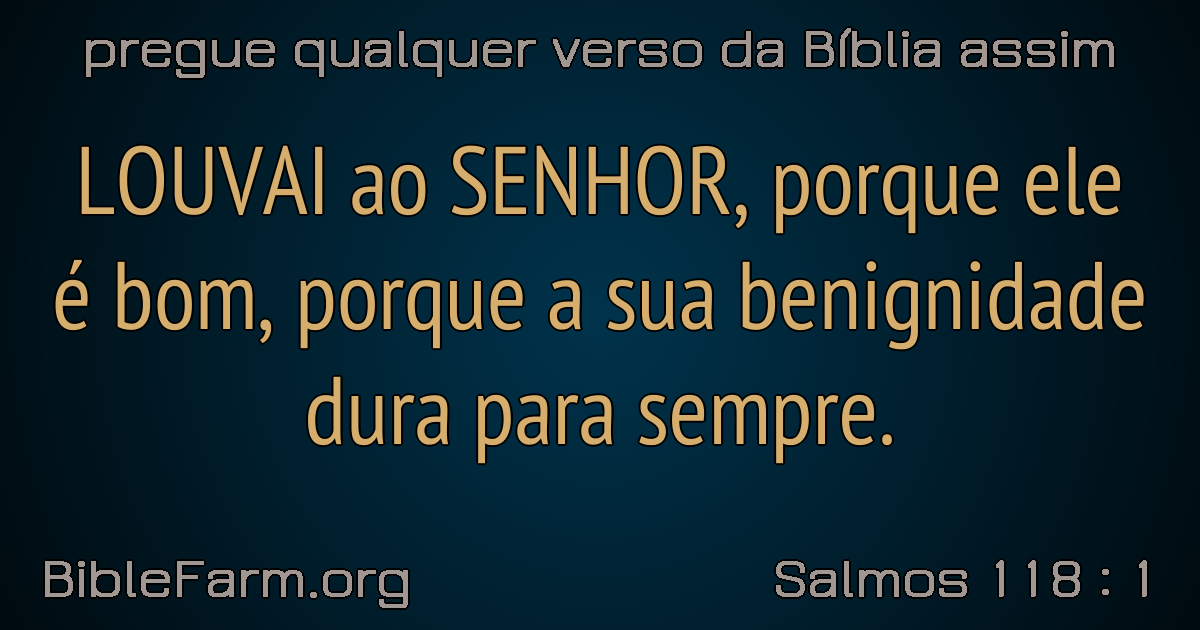 pregue qualquer verso da Bíblia assim
LOUVAI ao SENHOR, porque ele
é bom, porque a sua benignidade
dura para sempre.
BibleFarm.org
Salmos 118 : 1